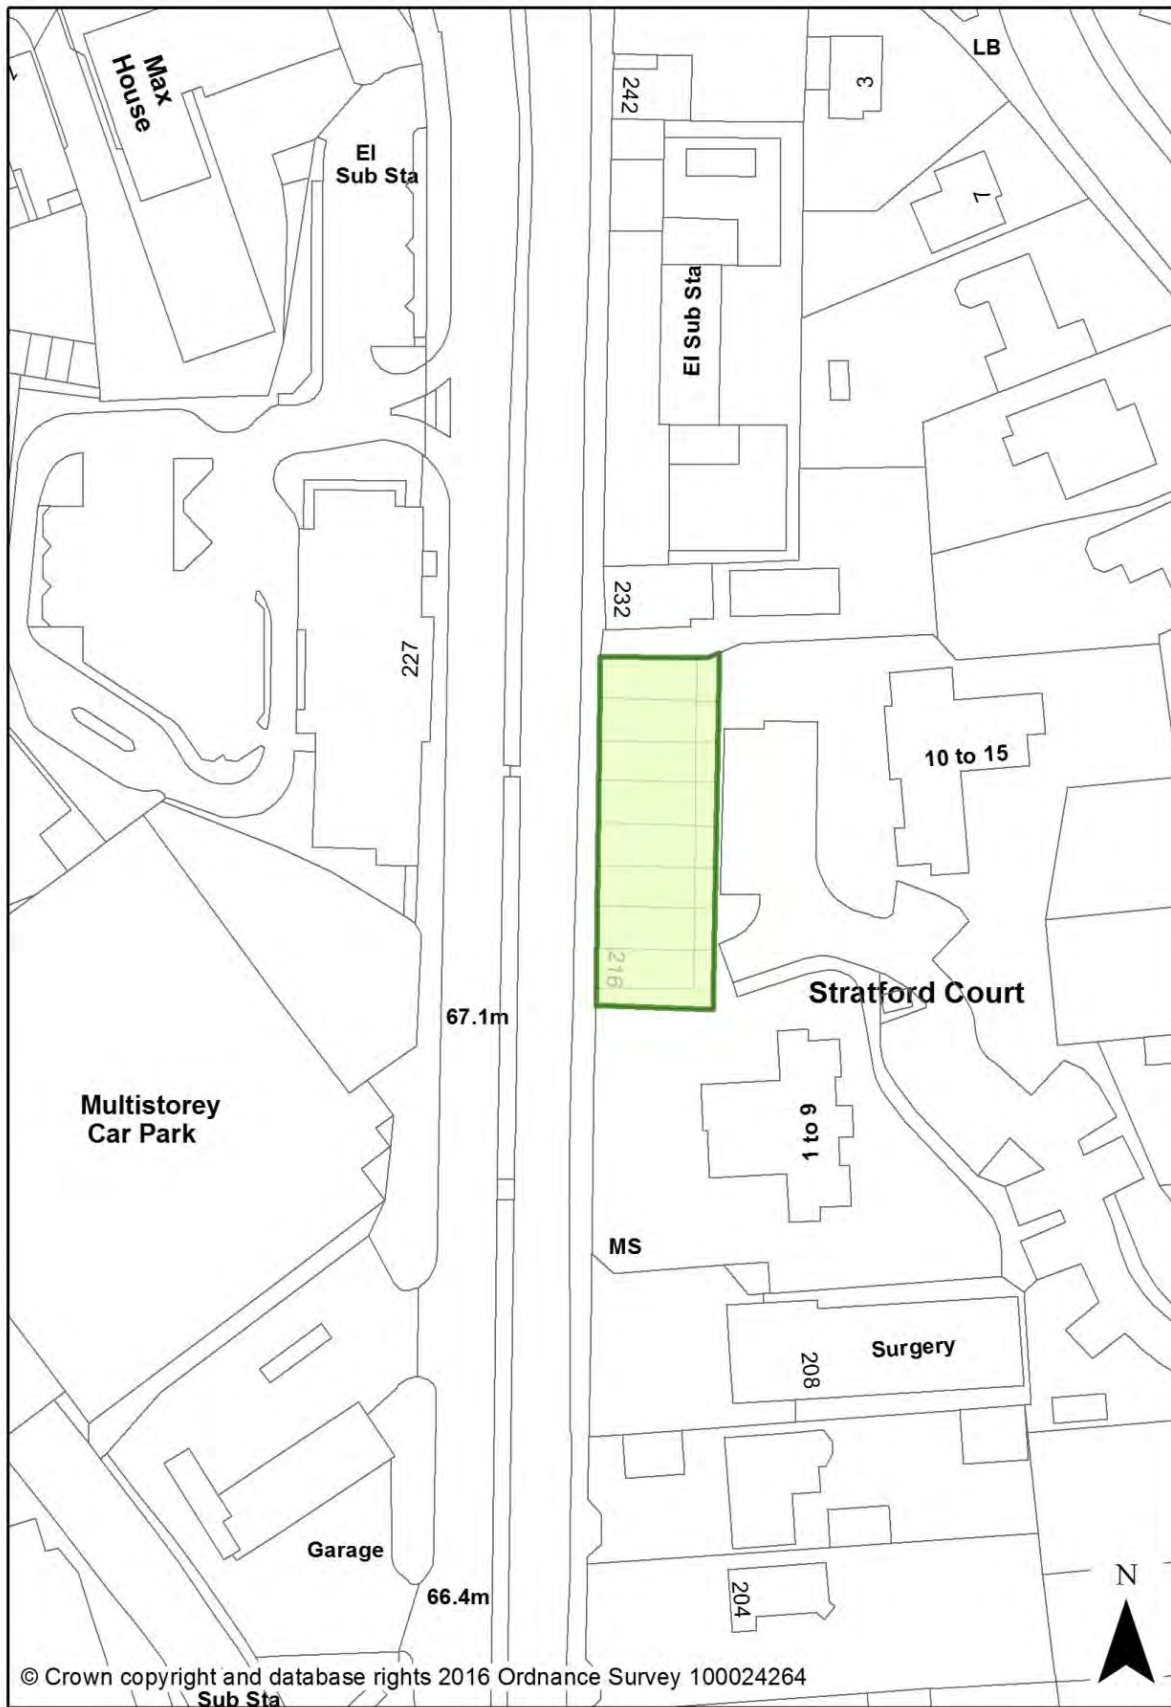 LB
Max
House
242
3
El
Sub Sta
7
El Sub Sta
232
227
10 to 15
216
Stratford Court
67.1m
Multistorey
Car Park
1 to 9
MS
Surgery
208
Garage
N
204
66.4m
© Crown copyright and database rights 2016 Ordnance Survey 100024264
Sub Sta